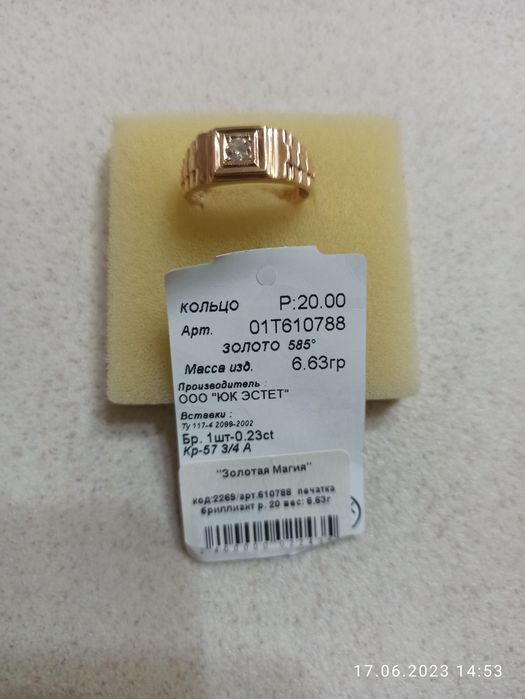 КОЛЬЦО Р:20.00
Арт. 01Т610788
ЗОЛОТО 585°
Масса изд. 6.63гр
Производитель :
ООО "ЮК ЭСТЕТ"
Вставки :
Ту 117-4 2099-2002
Бр. 1шт-0.23ct
Кр-57 3/4 А
"Золотая Магия"
код:2269/арт.610788 печатка
бриллиант р. 20 вес: 6.63г
17.06.2023 14:53